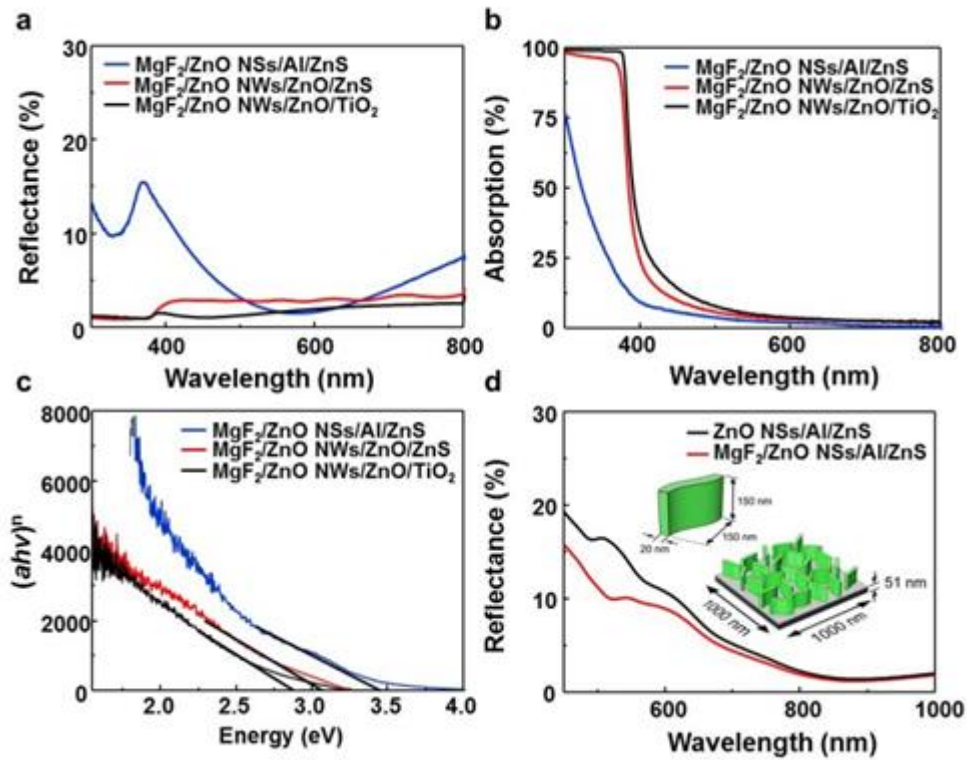 a
30
20
10
0
Reflectance (%)
MgF₂/ZnO NSs/Al/ZnS
MgF₂/ZnO NWs/ZnO/ZnS
MgF₂/ZnO NWs/ZnO/TiO₂
400 600 800
Wavelength (nm)
b
100
75
50
25
0
Absorption (%)
MgF₂/ZnO NSs/Al/ZnS
MgF₂/ZnO NWs/ZnO/ZnS
MgF₂/ZnO NWs/ZnO/TiO₂
400 600 800
Wavelength (nm)
c
8000
6000
4000
2000
0
(ahv)ⁿ
MgF₂/ZnO NSs/Al/ZnS
MgF₂/ZnO NWs/ZnO/ZnS
MgF₂/ZnO NWs/ZnO/TiO₂
2.0 2.5 3.0 3.5 4.0
Energy (eV)
d
30
20
10
0
Reflectance (%)
ZnO NSs/Al/ZnS
MgF₂/ZnO NSs/Al/ZnS
150 nm
20 nm
150 nm
51 nm
1000 nm
1000 nm
600 800 1000
Wavelength (nm)